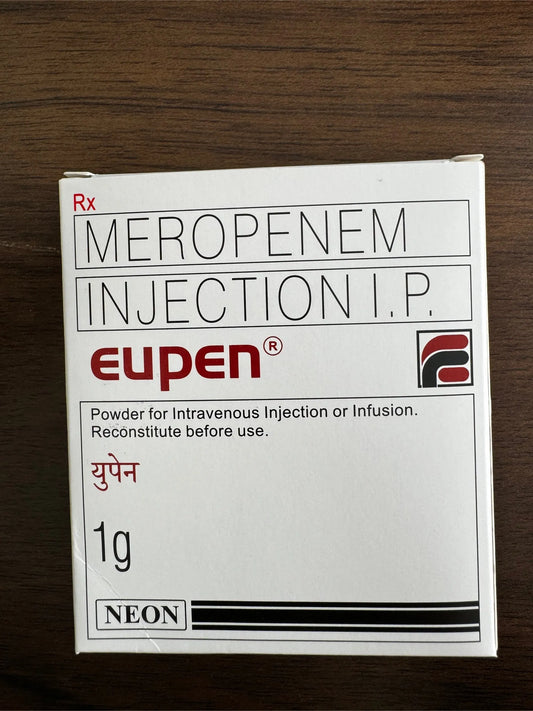 Rx
MEROPENEM
INJECTION I.P.
EUPEN®
Powder for Intravenous Injection or Infusion.
Reconstitute before use.
युपेन
1g
NEON